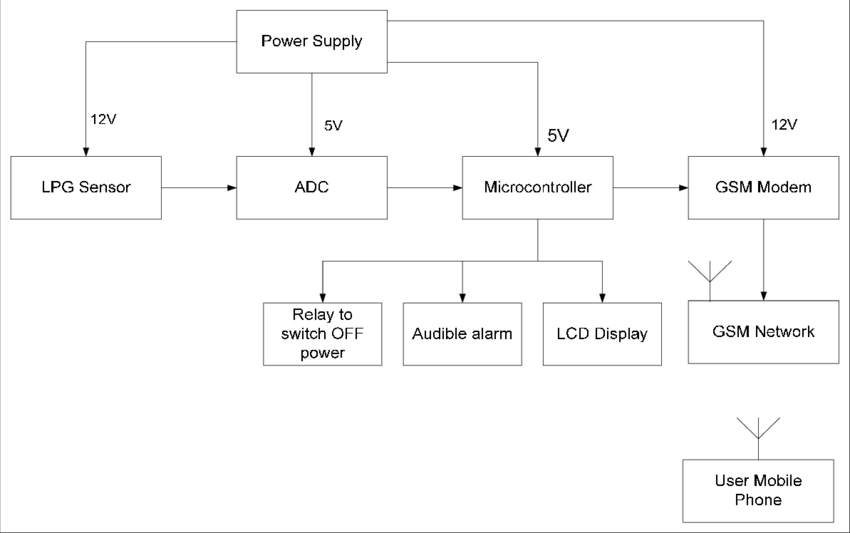 Power Supply
12V
5V
5V
12V
LPG Sensor
ADC
Microcontroller
GSM Modem
Relay to
switch OFF
power
Audible alarm
LCD Display
GSM Network
User Mobile
Phone